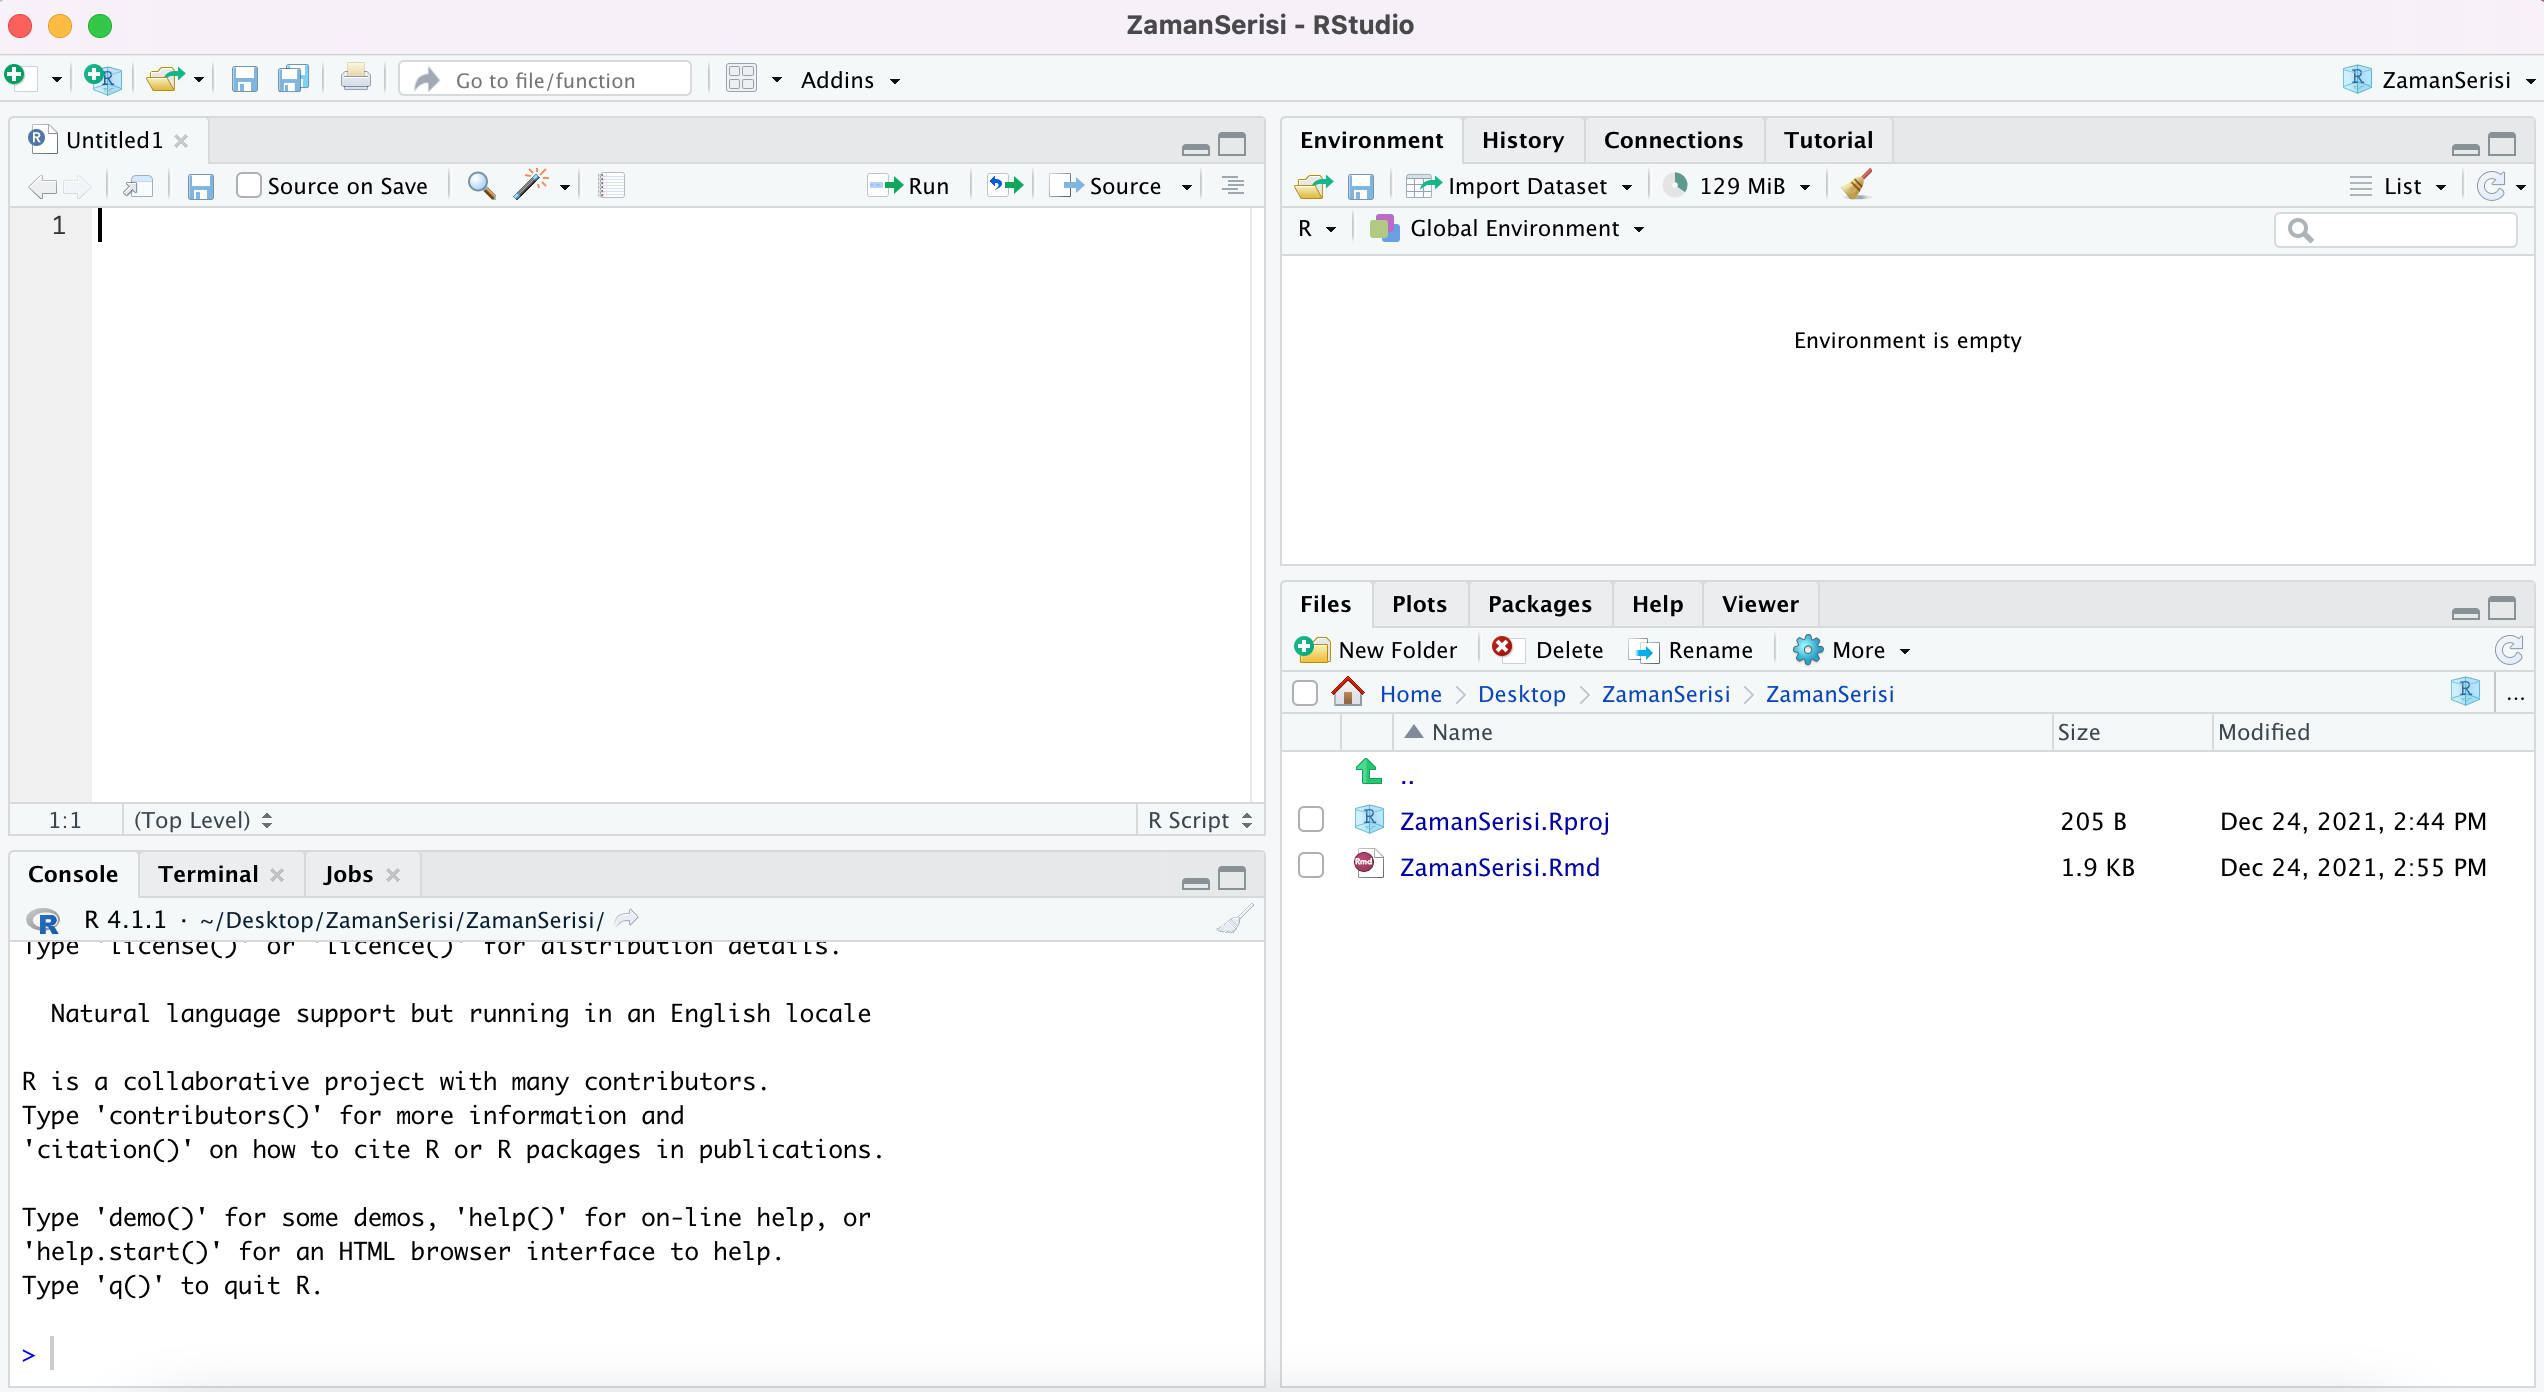 ZamanSerisi - RStudio
Go to file/function
Addins
ZamanSerisi
Untitled1
Source on Save
Run
Source
1
1:1
(Top Level)
R Script
Console
Terminal
Jobs
R 4.1.1 · ~/Desktop/ZamanSerisi/ZamanSerisi/
Type 'license()' or 'licence()' for distribution details.
Natural language support but running in an English locale
R is a collaborative project with many contributors.
Type 'contributors()' for more information and
'citation()' on how to cite R or R packages in publications.
Type 'demo()' for some demos, 'help()' for on-line help, or
'help.start()' for an HTML browser interface to help.
Type 'q()' to quit R.
>
Environment
History
Connections
Tutorial
Import Dataset
129 MiB
List
R
Global Environment
Environment is empty
Files
Plots
Packages
Help
Viewer
New Folder
Delete
Rename
More
Home
Desktop
ZamanSerisi
ZamanSerisi
...
Name
Size
Modified
..
ZamanSerisi.Rproj 205 B Dec 24, 2021, 2:44 PM
ZamanSerisi.Rmd 1.9 KB Dec 24, 2021, 2:55 PM